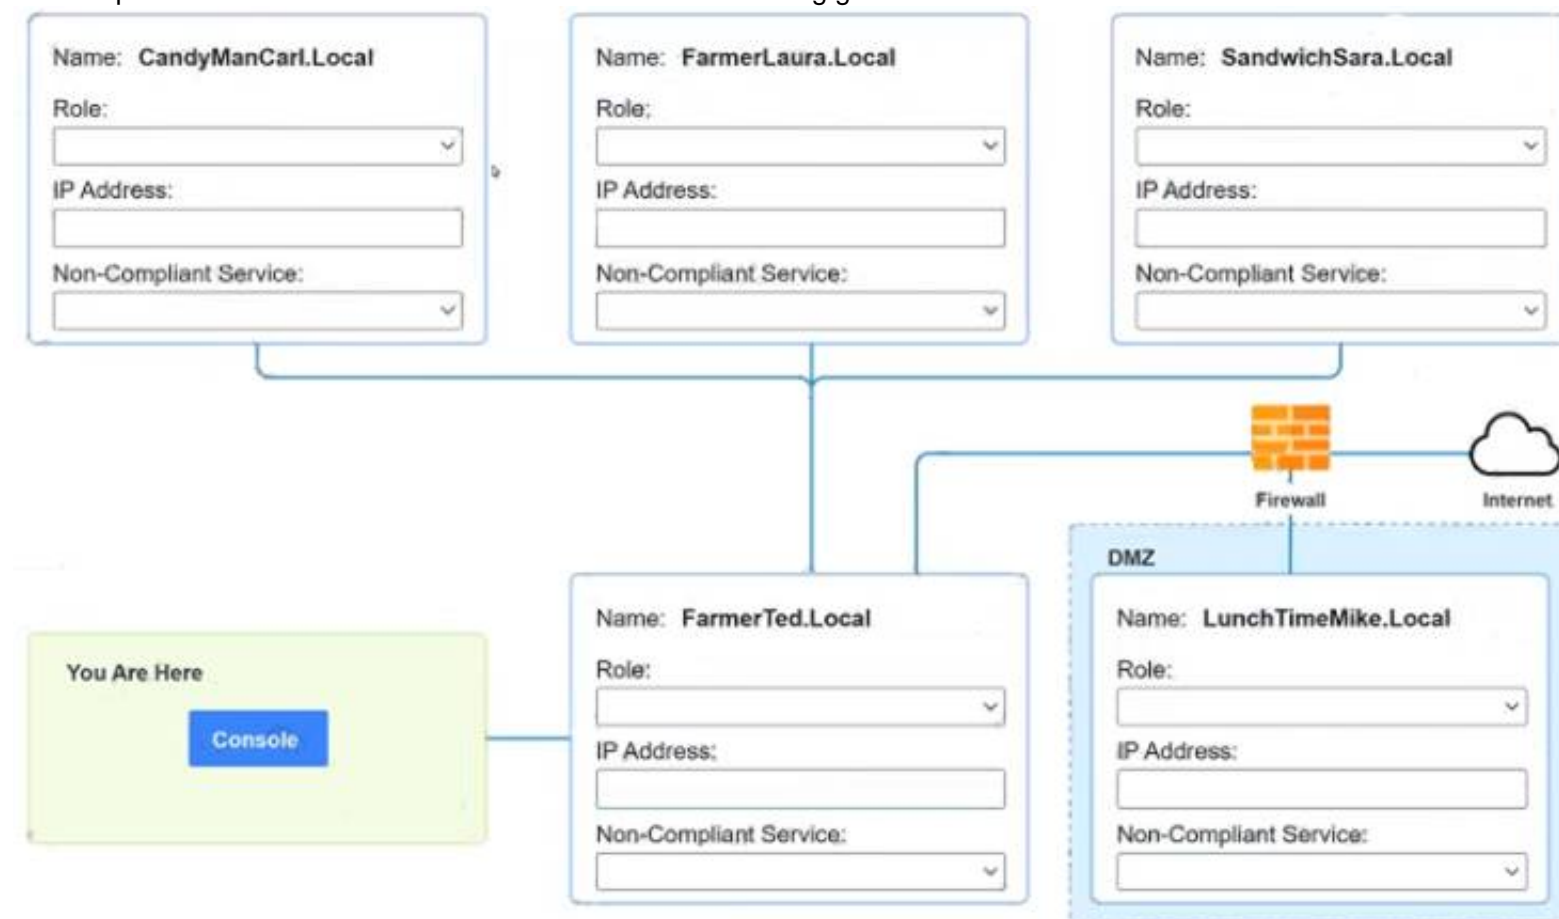 Name: CandyManCarl.Local
Role:
IP Address:
Non-Compliant Service:
Name: FarmerLaura.Local
Role:
IP Address:
Non-Compliant Service:
Name: SandwichSara.Local
Role:
IP Address:
Non-Compliant Service:
Firewall
Internet
You Are Here
Console
Name: FarmerTed.Local
Role:
IP Address:
Non-Compliant Service:
DMZ
Name: LunchTimeMike.Local
Role:
IP Address:
Non-Compliant Service: